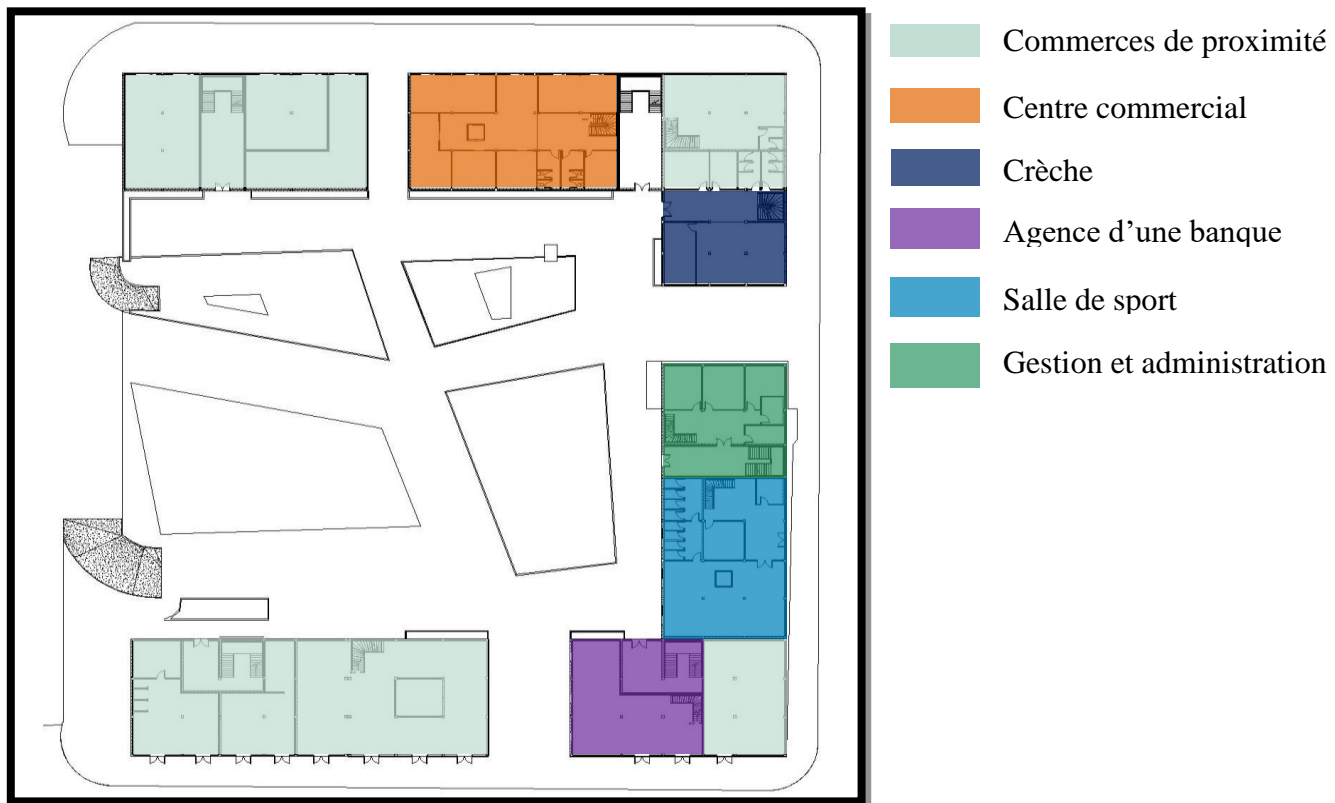 Commerces de proximité
Centre commercial
Crèche
Agence d’une banque
Salle de sport
Gestion et administration